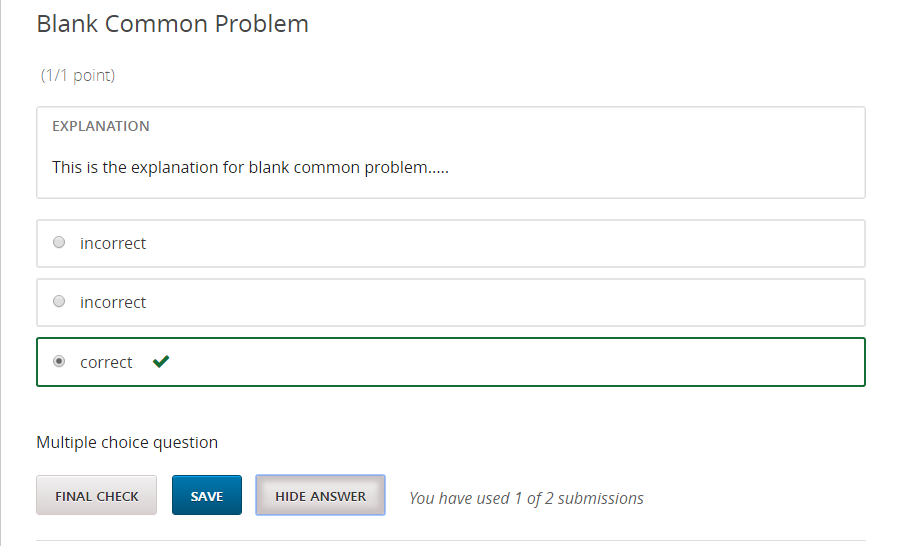 Blank Common Problem
(1/1 point)
EXPLANATION
This is the explanation for blank common problem.....
incorrect
incorrect
correct
Multiple choice question
FINAL CHECK SAVE HIDE ANSWER You have used 1 of 2 submissions